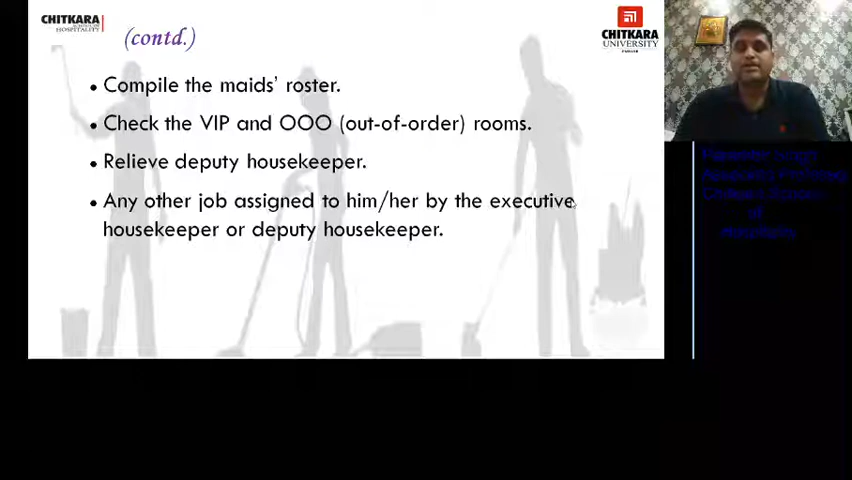 CHITKARA
HOSPITALITY
(contd.)
CHITKARA
UNIVERSITY
• Compile the maids' roster.
• Check the VIP and OOO (out-of-order) rooms.
• Relieve deputy housekeeper.
• Any other job assigned to him/her by the executive
housekeeper or deputy housekeeper.
of